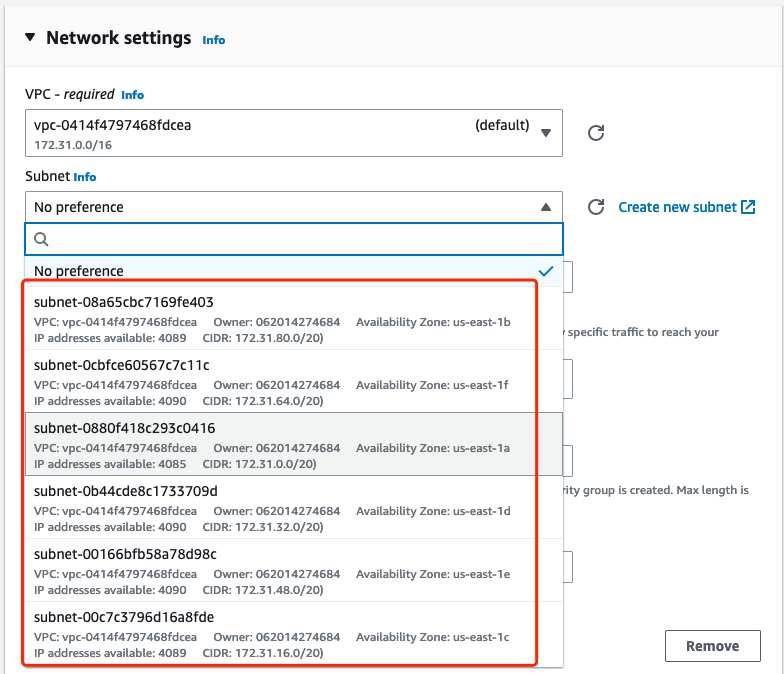 Network settings Info
VPC - required Info
vpc-0414f4797468fdcea (default)
172.31.0.0/16
Subnet Info
No preference
Create new subnet
No preference
subnet-08a65cbc7169fe403
VPC: vpc-0414f4797468fdcea Owner: 062014274684 Availability Zone: us-east-1b
IP addresses available: 4089 CIDR: 172.31.80.0/20)
specific traffic to reach your
subnet-0cbfce60567c7c11c
VPC: vpc-0414f4797468fdcea Owner: 062014274684 Availability Zone: us-east-1f
IP addresses available: 4090 CIDR: 172.31.64.0/20)
subnet-0880f418c293c0416
VPC: vpc-0414f4797468fdcea Owner: 062014274684 Availability Zone: us-east-1a
IP addresses available: 4085 CIDR: 172.31.0.0/20)
subnet-0b44cde8c1733709d
rity group is created. Max length is
VPC: vpc-0414f4797468fdcea Owner: 062014274684 Availability Zone: us-east-1d
IP addresses available: 4090 CIDR: 172.31.32.0/20)
subnet-00166bfb58a78d98c
VPC: vpc-0414f4797468fdcea Owner: 062014274684 Availability Zone: us-east-1e
IP addresses available: 4090 CIDR: 172.31.48.0/20)
subnet-00c7c3796d16a8fde
VPC: vpc-0414f4797468fdcea Owner: 062014274684 Availability Zone: us-east-1c
IP addresses available: 4089 CIDR: 172.31.16.0/20)
Remove